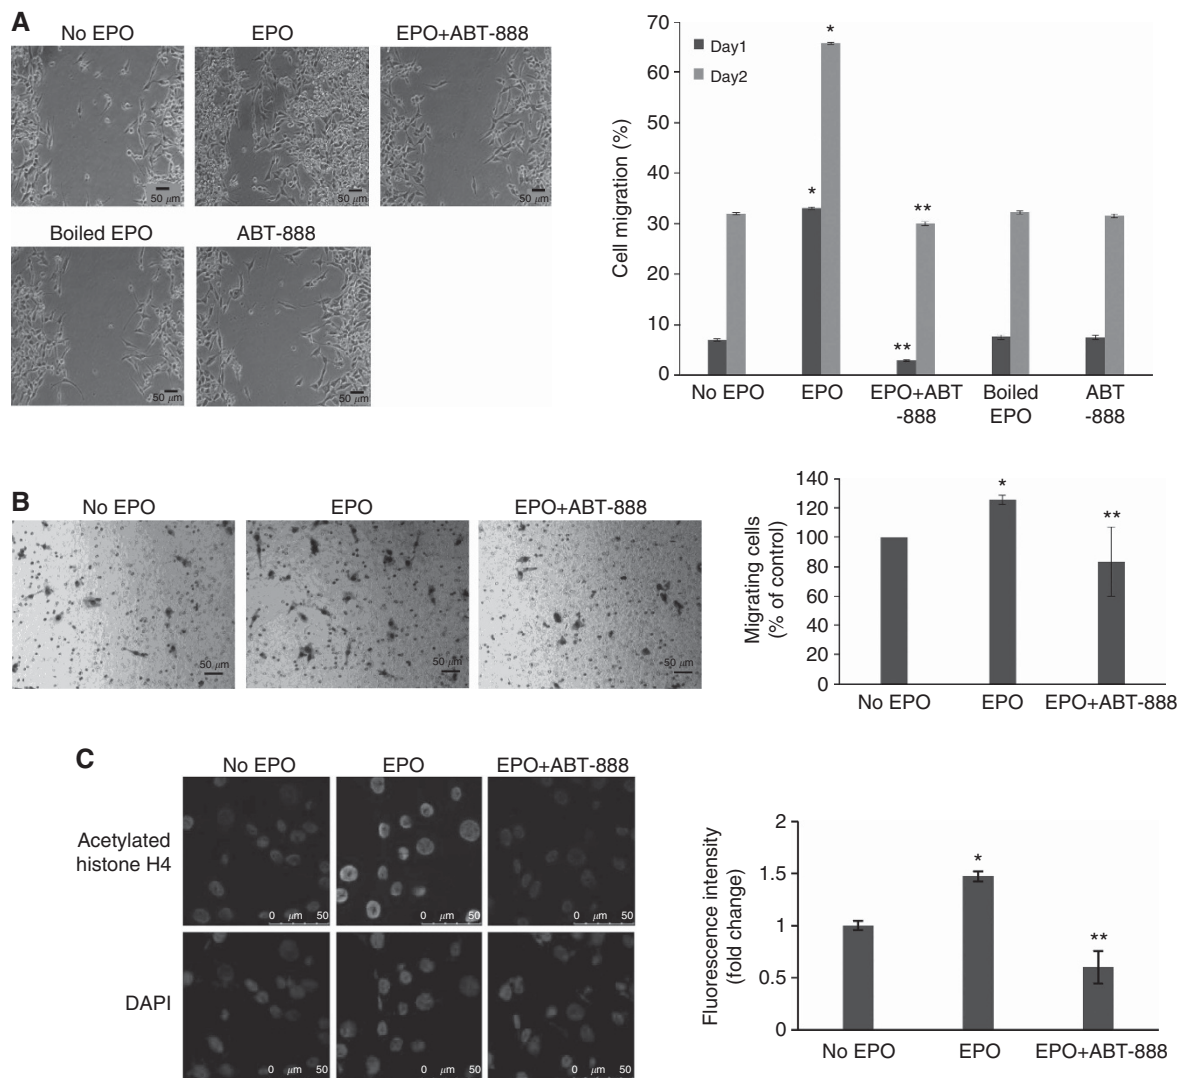 A
No EPO
EPO
EPO+ABT-888
50 µm
50 µm
50 µm
Boiled EPO
ABT-888
50 µm
50 µm
70
60
50
40
30
20
10
0
Cell migration (%)
Day1
Day2
*
*
**
**
No EPO
EPO
EPO+ABT
-888
Boiled
EPO
ABT
-888
B
No EPO
EPO
EPO+ABT-888
50 µm
50 µm
50 µm
140
120
100
80
60
40
20
0
Migrating cells
(% of control)
*
**
No EPO
EPO
EPO+ABT-888
C
No EPO
EPO
EPO+ABT-888
Acetylated
histone H4
0 µm 50
0 µm 50
0 µm 50
DAPI
0 µm 50
0 µm 50
0 µm 50
2
1.5
1
0.5
0
Fluorescence intensity
(fold change)
*
**
No EPO
EPO
EPO+ABT-888